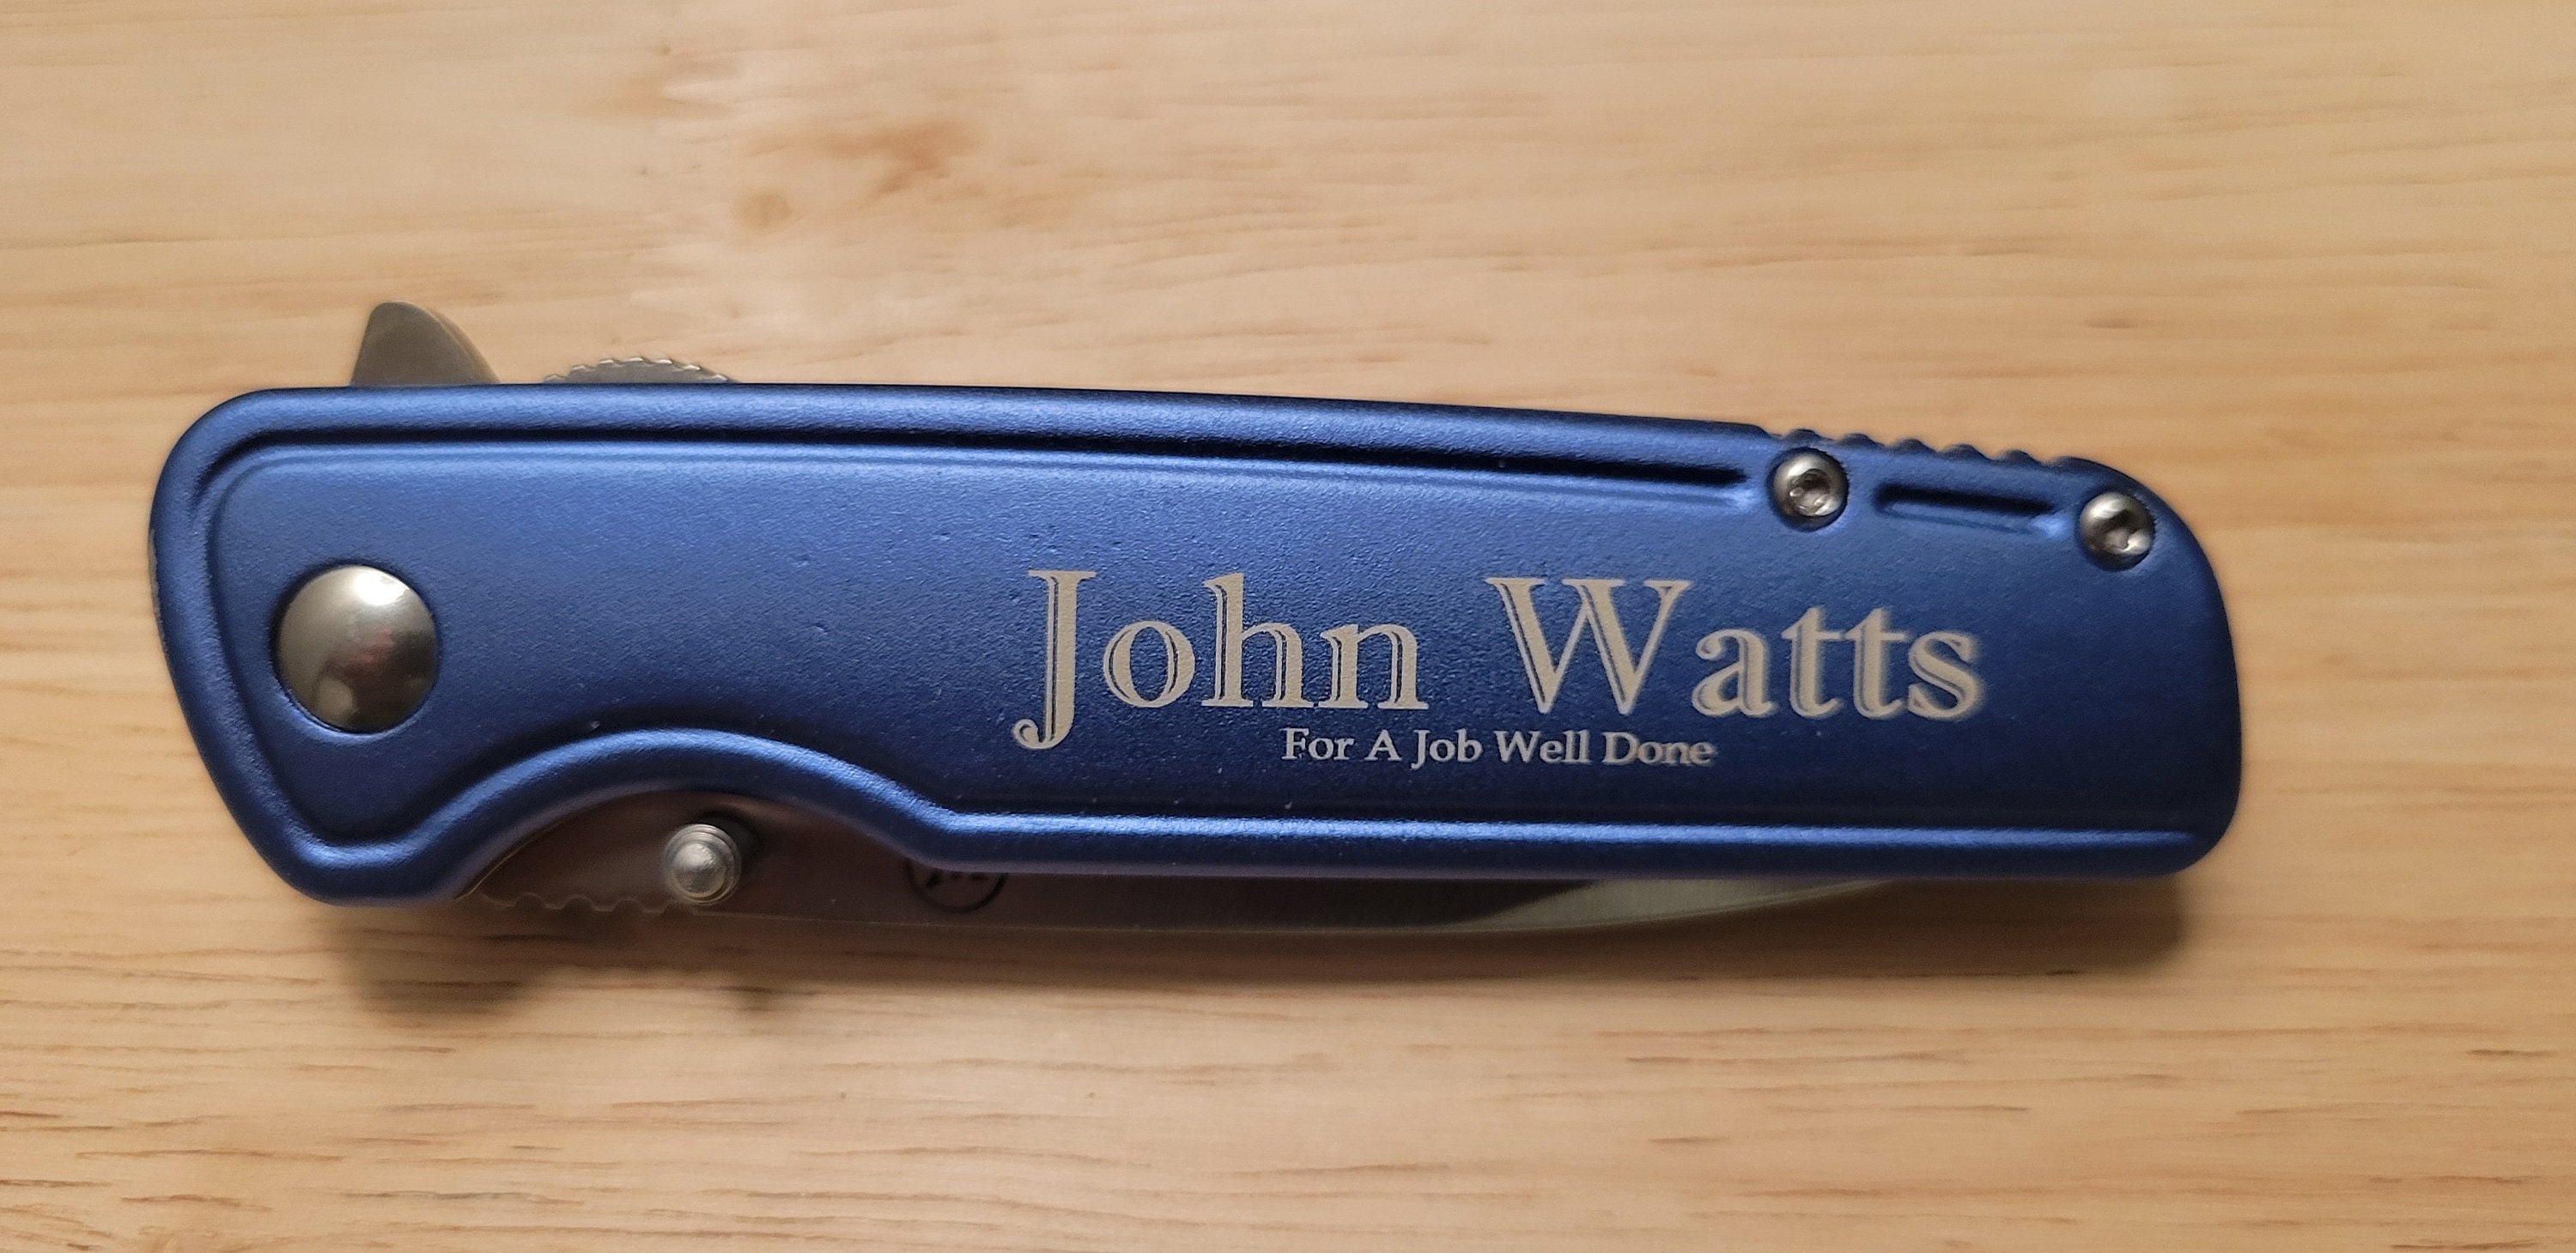 John Watts
For A Job Well Done